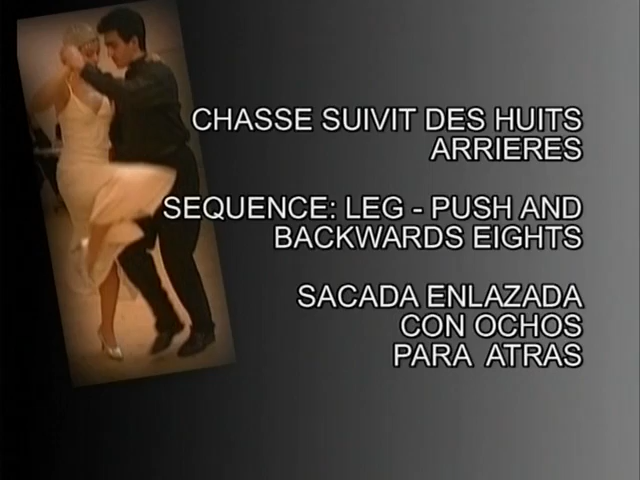 CHASSE SUIVIT DES HUITS
ARRIERES
SEQUENCE: LEG - PUSH AND
BACKWARDS EIGHTS
SACADA ENLAZADA
CON OCHOS
PARA ATRAS